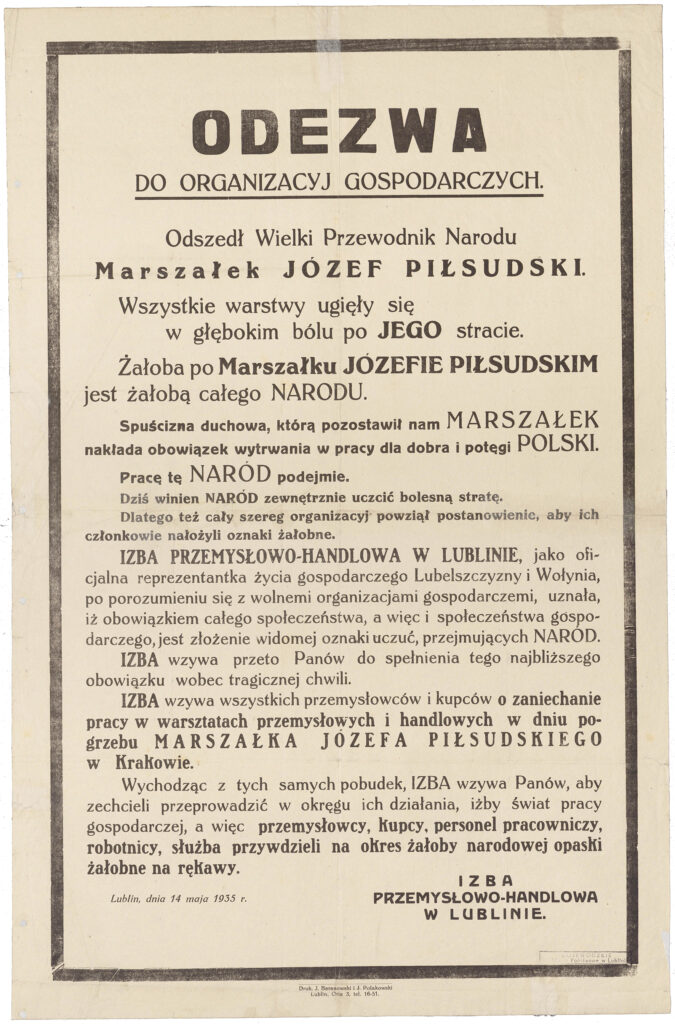 ODEZWA
DO ORGANIZACYJ GOSPODARCZYCH.
Odszedł Wielki Przewodnik Narodu
Marszałek JÓZEF PIŁSUDSKI.
Wszystkie warstwy ugięły się
w głębokim bólu po JEGO stracie.
Żałoba po Marszałku JÓZEFIE PIŁSUDSKIM
jest żałobą całego NARODU.
Spuścizna duchowa, którą pozostawił nam MARSZAŁEK
nakłada obowiązek wytrwania w pracy dla dobra i potęgi POLSKI.
Pracę tę NARÓD podejmie.
Dziś winien NARÓD zewnętrznie uczcić bolesną stratę.
Dlatego też cały szereg organizacyj powziął postanowienie, aby ich
członkowie nałożyli oznaki żałobne.
IZBA PRZEMYSŁOWO-HANDLOWA W LUBLINIE, jako ofi-
cjalna reprezentantka życia gospodarczego Lubelszczyzny i Wołynia,
po porozumieniu się z wolnemi organizacjami gospodarczemi, uznała,
iż obowiązkiem całego społeczeństwa, a więc i społeczeństwa gospo-
darczego, jest złożenie widomej oznaki uczuć, przejmujących NARÓD.
IZBA wzywa przeto Panów do spełnienia tego najbliższego
obowiązku wobec tragicznej chwili.
IZBA wzywa wszystkich przemysłowców i kupców o zaniechanie
pracy w warsztatach przemysłowych i handlowych w dniu po-
grzebu MARSZAŁKA JÓZEFA PIŁSUDSKIEGO
w Krakowie.
Wychodząc z tych samych pobudek, IZBA wzywa Panów, aby
zechcieli przeprowadzić w okręgu ich działania, iżby świat pracy
gospodarczej, a więc przemysłowcy, kupcy, personel pracowniczy,
robotnicy, służba przywdzieli na okres żałoby narodowej opaski
żałobne na rękawy.
Lublin, dnia 14 maja 1935 r.
IZBA
PRZEMYSŁOWO-HANDLOWA
W LUBLINIE.
Druk. J. i J. Polakowski
Lublin, 3, tel. 16-51.